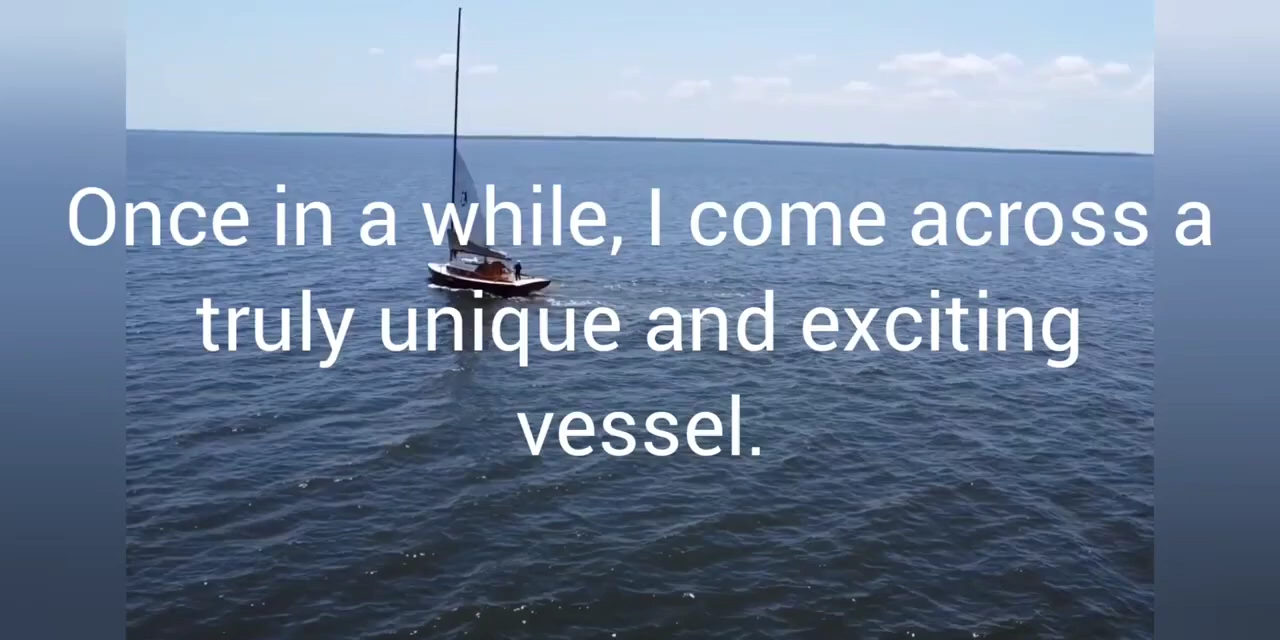 Once in a while, I come across a
truly unique and exciting
vessel.